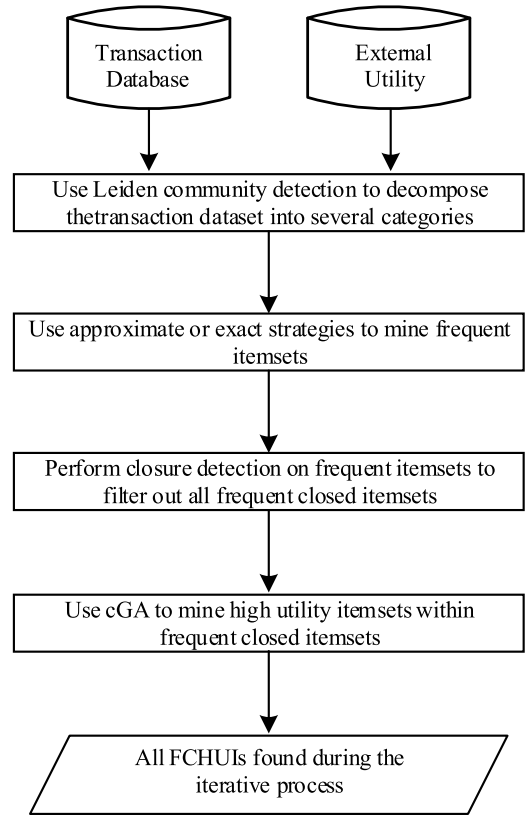 Transaction
Database
External
Utility
Use Leiden community detection to decompose
thetransaction dataset into several categories
Use approximate or exact strategies to mine frequent
itemsets
Perform closure detection on frequent itemsets to
filter out all frequent closed itemsets
Use cGA to mine high utility itemsets within
frequent closed itemsets
All FCHUIs found during the
iterative process